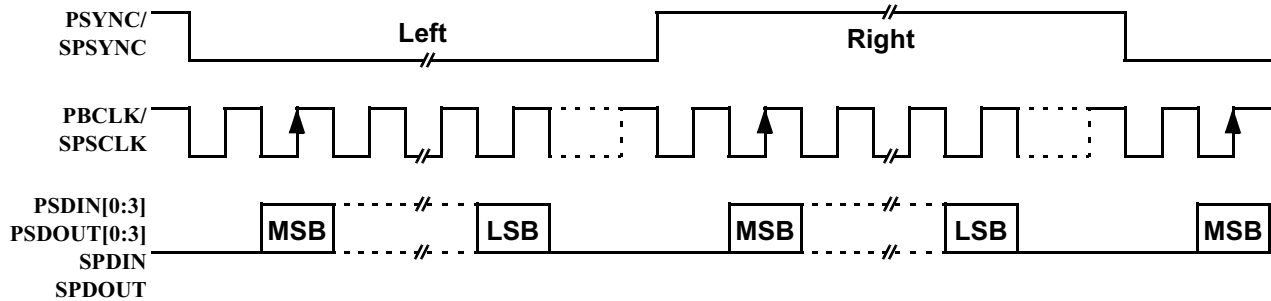 PSYNC/
SPSYNC
Left
Right
PBCLK/
SPSCLK
PSDIN[0:3]
PSDOUT[0:3]
SPDIN
SPDOUT
MSB
LSB
MSB
LSB
MSB